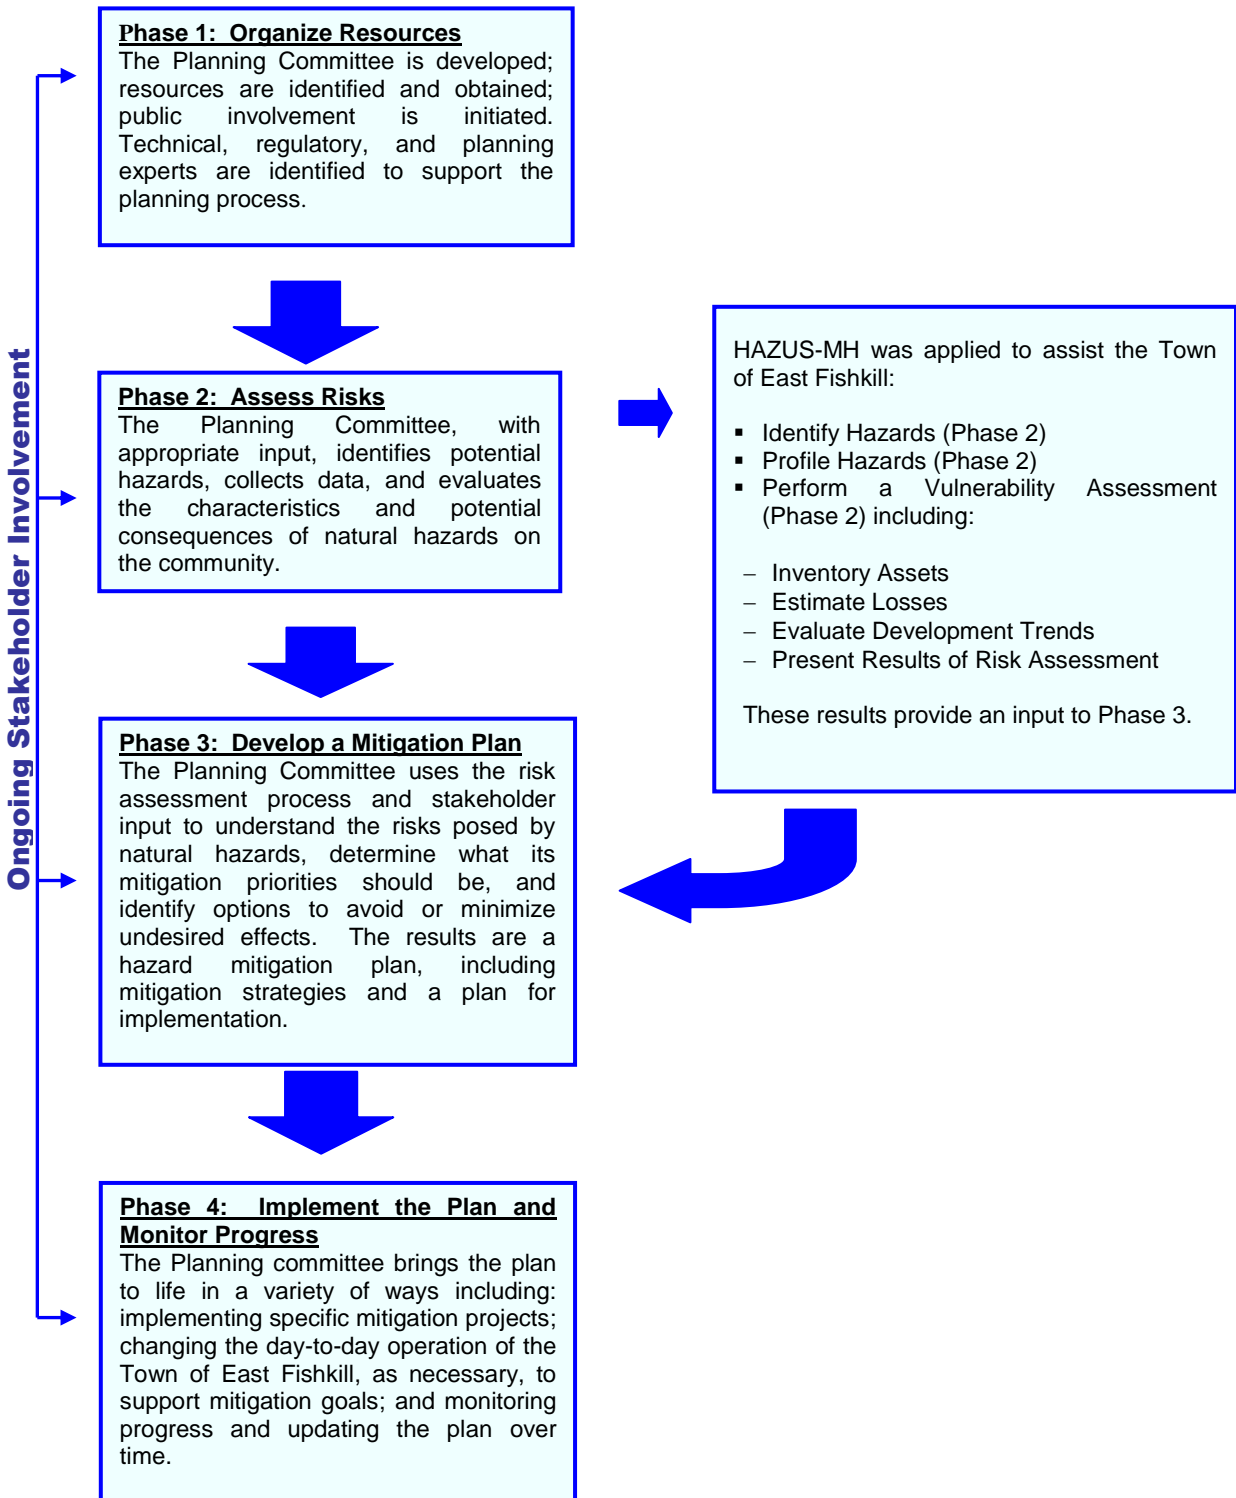 Ongoing Stakeholder Involvement
Phase 1: Organize Resources
The Planning Committee is developed;
resources are identified and obtained;
public involvement is initiated.
Technical, regulatory, and planning
experts are identified to support the
planning process.
Phase 2: Assess Risks
The Planning Committee, with
appropriate input, identifies potential
hazards, collects data, and evaluates
the characteristics and potential
consequences of natural hazards on
the community.
HAZUS-MH was applied to assist the Town
of East Fishkill:
▪ Identify Hazards (Phase 2)
▪ Profile Hazards (Phase 2)
▪ Perform a Vulnerability Assessment
(Phase 2) including:
– Inventory Assets
– Estimate Losses
– Evaluate Development Trends
– Present Results of Risk Assessment
These results provide an input to Phase 3.
Phase 3: Develop a Mitigation Plan
The Planning Committee uses the risk
assessment process and stakeholder
input to understand the risks posed by
natural hazards, determine what its
mitigation priorities should be, and
identify options to avoid or minimize
undesired effects. The results are a
hazard mitigation plan, including
mitigation strategies and a plan for
implementation.
Phase 4: Implement the Plan and
Monitor Progress
The Planning committee brings the plan
to life in a variety of ways including:
implementing specific mitigation projects;
changing the day-to-day operation of the
Town of East Fishkill, as necessary, to
support mitigation goals; and monitoring
progress and updating the plan over
time.